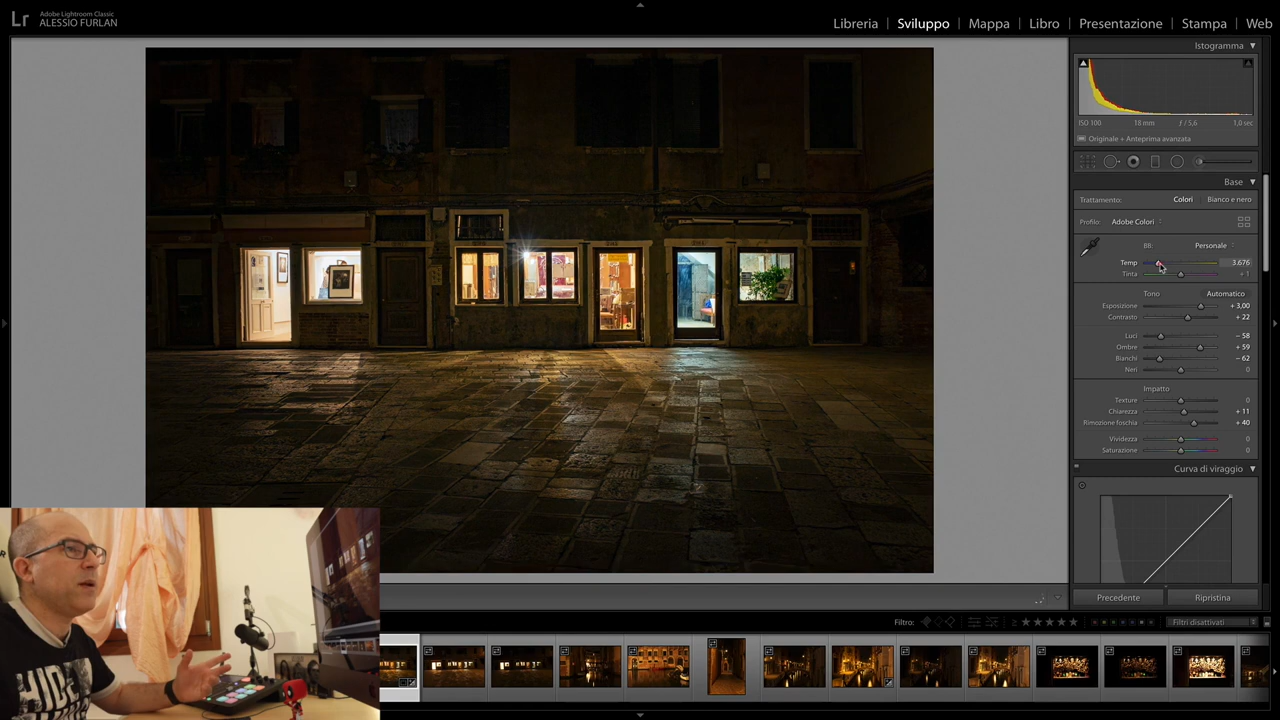 Lr
Adobe Lightroom Classic
ALESSIO FURLAN
Libreria | Sviluppo | Mappa | Libro | Presentazione | Stampa | Web
Istogramma
ISO 100 18 mm ƒ / 5,6 1,0 sec
Originale + Anteprima avanzata
Base
Trattamento: Colori Bianco e nero
Profilo: Adobe Colori
BB: Personale
Temp 3.676
Tinta + 1
Tono Automatico
Esposizione + 3,00
Contrasto + 22
Luci − 58
Ombre + 59
Bianchi − 62
Neri 0
Impatto
Texture 0
Chiarezza + 11
Rimozione foschia + 40
Vividezza 0
Saturazione 0
Curva di viraggio
Precedente Ripristina
Filtro: Filtri disattivati